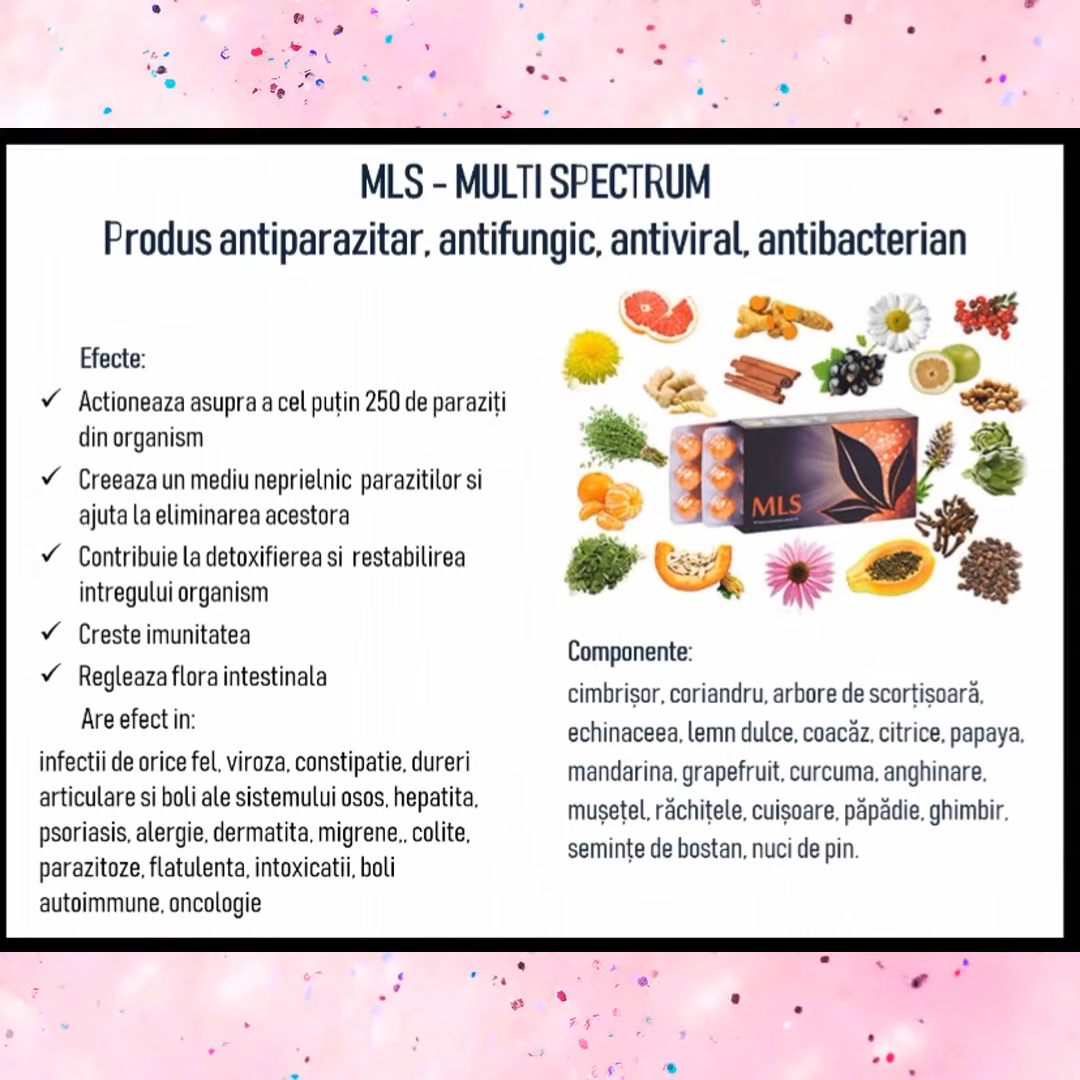 MLS - MULTI SPECTRUM
Produs antiparazitar, antifungic, antiviral, antibacterian
Efecte:
✓ Actioneaza asupra a cel puțin 250 de paraziți
din organism
✓ Creeaza un mediu neprielnic parazitilor si
ajuta la eliminarea acestora
✓ Contribuie la detoxifierea si restabilirea
intregului organism
✓ Creste imunitatea
✓ Regleaza flora intestinala
Are efect in:
infectii de orice fel, viroza, constipatie, dureri
articulare si boli ale sistemului osos, hepatita,
psoriasis, alergie, dermatita, migrene,, colite,
parazitoze, flatulenta, intoxicatii, boli
autoimmune, oncologie
MLS
Componente:
cimbrișor, coriandru, arbore de scorțișoară,
echinaceea, lemn dulce, coacăz, citrice, papaya,
mandarina, grapefruit, curcuma, anghinare,
mușețel, răchițele, cuișoare, păpădie, ghimbir,
semințe de bostan, nuci de pin.